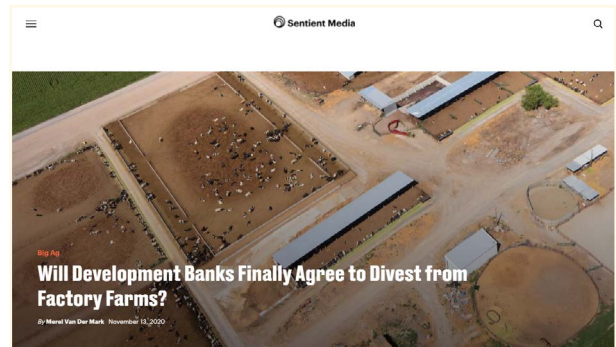 Sentient Media
Big Ag
Will Development Banks Finally Agree to Divest from
Factory Farms?
By Merel Van Der Mark November 13, 2020